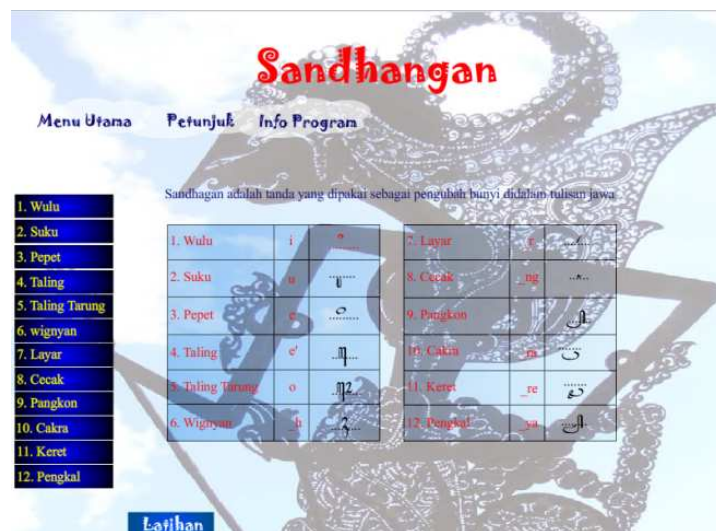 Sandhangan
Menu Utama Petunjuk Info Program
Sandhagan adalah tanda yang dipakai sebagai pengubah bunyi didalam tulisan jawa
1. Wulu
2. Suku
3. Pepet
4. Taling
5. Taling Tarung
6. wignyan
7. Layar
8. Cecak
9. Pangkon
10. Cakra
11. Keret
12. Pengkal
1. Wulu i
2. Suku u
3. Pepet e
4. Taling e'
5. Taling Tarung o
6. Wignyan _h
7. Layar _r
8. Cecak _ng
9. Pangkon
10. Cakra _ra
11. Keret _re
12. Pengkal _ya
Latihan